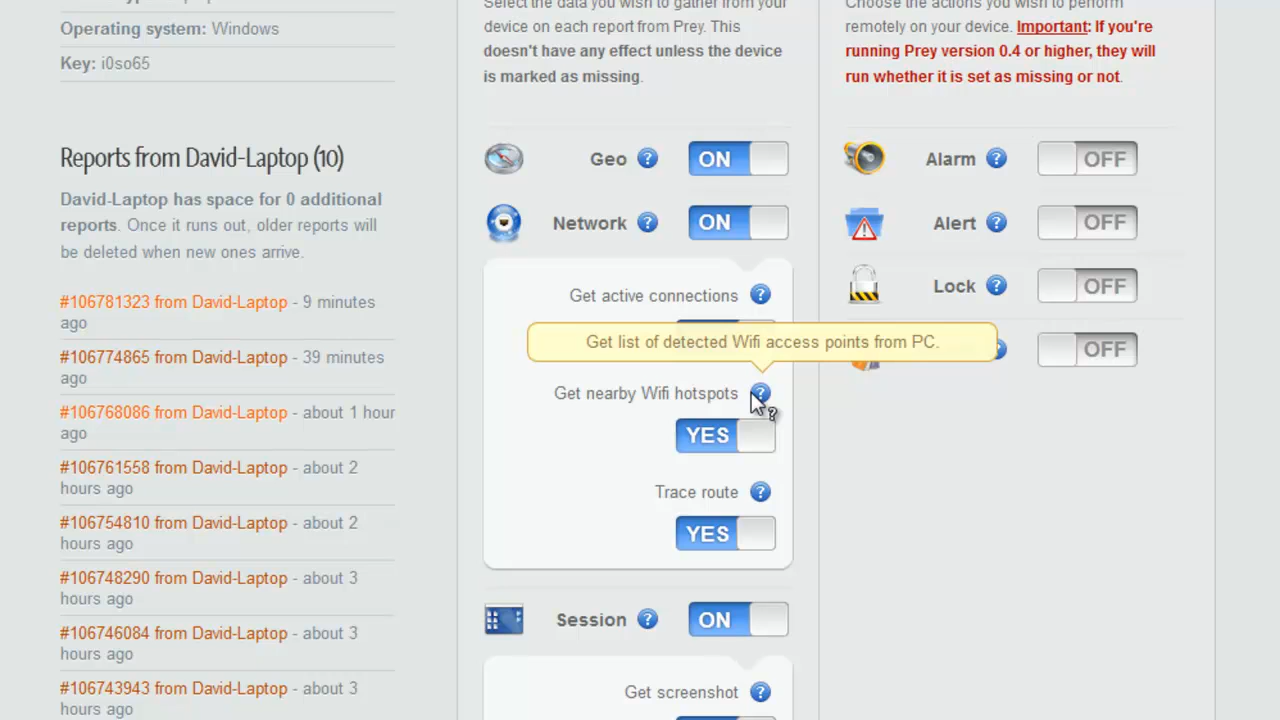 Operating system: Windows
Key: i0so65
Reports from David-Laptop (10)
David-Laptop has space for 0 additional
reports. Once it runs out, older reports will
be deleted when new ones arrive.
#106781323 from David-Laptop - 9 minutes
ago
#106774865 from David-Laptop - 39 minutes
ago
#106768086 from David-Laptop - about 1 hour
ago
#106761558 from David-Laptop - about 2
hours ago
#106754810 from David-Laptop - about 2
hours ago
#106748290 from David-Laptop - about 3
hours ago
#106746084 from David-Laptop - about 3
hours ago
#106743943 from David-Laptop - about 3
hours ago
Select the data you wish to gather from your
device on each report from Prey. This
doesn't have any effect unless the device
is marked as missing.
Geo ? ON
Network ? ON
Get active connections ?
Get list of detected Wifi access points from PC.
Get nearby Wifi hotspots ?
YES
Trace route ?
YES
Session ? ON
Get screenshot ?
Choose the actions you wish to perform
remotely on your device. Important: If you're
running Prey version 0.4 or higher, they will
run whether it is set as missing or not.
Alarm ? OFF
Alert ? OFF
Lock ? OFF
OFF